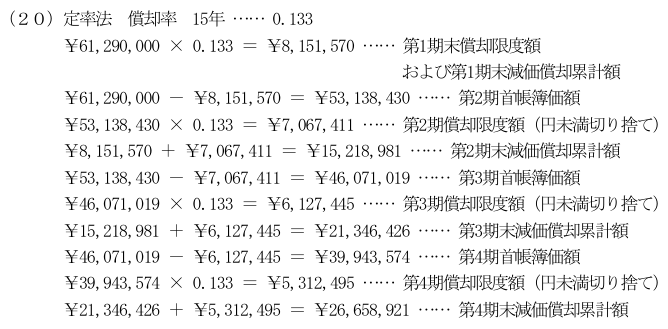 (20) 定率法 償却率 15年 …… 0.133
¥61,290,000 × 0.133 = ¥8,151,570 …… 第1期末償却限度額
および第1期末減価償却累計額
¥61,290,000 − ¥8,151,570 = ¥53,138,430 …… 第2期首帳簿価額
¥53,138,430 × 0.133 = ¥7,067,411 …… 第2期償却限度額（円未満切り捨て）
¥8,151,570 + ¥7,067,411 = ¥15,218,981 …… 第2期末減価償却累計額
¥53,138,430 − ¥7,067,411 = ¥46,071,019 …… 第3期首帳簿価額
¥46,071,019 × 0.133 = ¥6,127,445 …… 第3期償却限度額（円未満切り捨て）
¥15,218,981 + ¥6,127,445 = ¥21,346,426 …… 第3期末減価償却累計額
¥46,071,019 − ¥6,127,445 = ¥39,943,574 …… 第4期首帳簿価額
¥39,943,574 × 0.133 = ¥5,312,495 …… 第4期償却限度額（円未満切り捨て）
¥21,346,426 + ¥5,312,495 = ¥26,658,921 …… 第4期末減価償却累計額